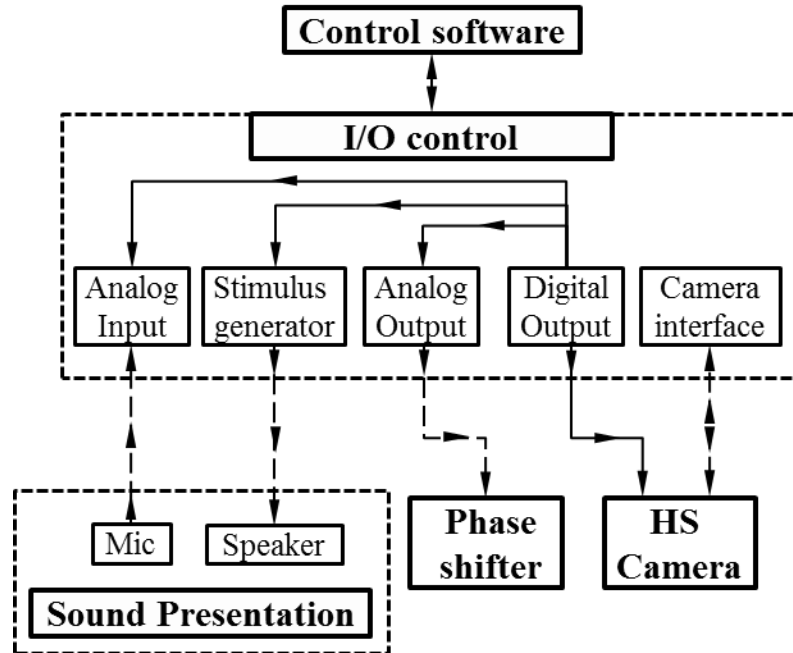 Control software
I/O control
Analog
Input
Stimulus
generator
Analog
Output
Digital
Output
Camera
interface
Mic
Speaker
Sound Presentation
Phase
shifter
HS
Camera